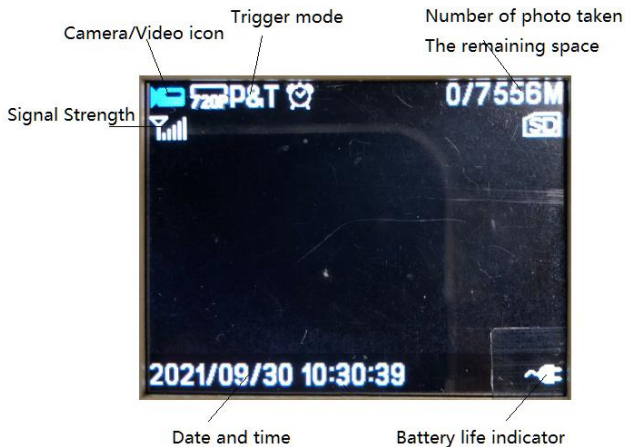 Camera/Video icon
Trigger mode
Number of photo taken
The remaining space
Signal Strength
720P P&T 0/7556M
SD
2021/09/30 10:30:39
Date and time
Battery life indicator